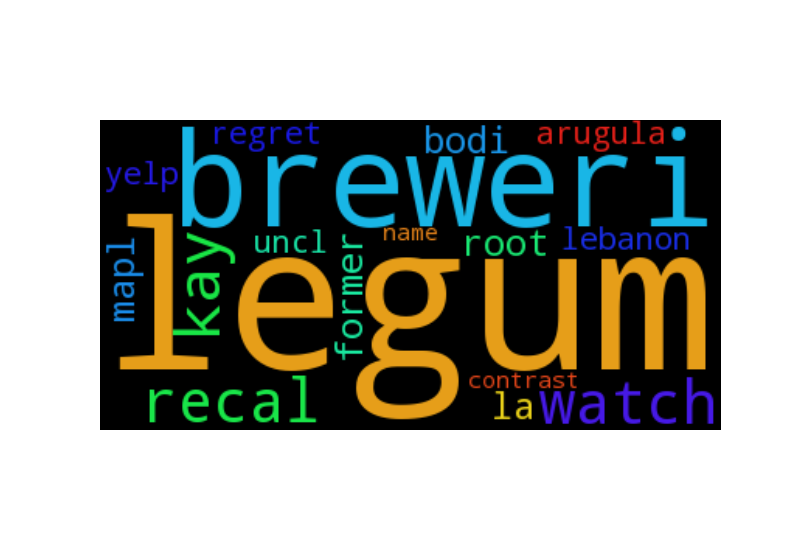 regret
bodi
arugula
breweri
yelp
legum
mapl
kay
uncl
former
name
root
lebanon
recal
contrast
la
watch